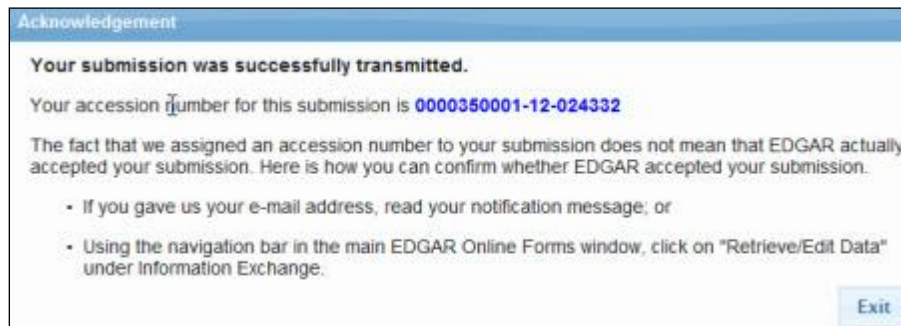 Acknowledgement
Your submission was successfully transmitted.
Your accession number for this submission is 0000350001-12-024332
The fact that we assigned an accession number to your submission does not mean that EDGAR actually
accepted your submission. Here is how you can confirm whether EDGAR accepted your submission.
• If you gave us your e-mail address, read your notification message; or
• Using the navigation bar in the main EDGAR Online Forms window, click on "Retrieve/Edit Data"
under Information Exchange.
Exit